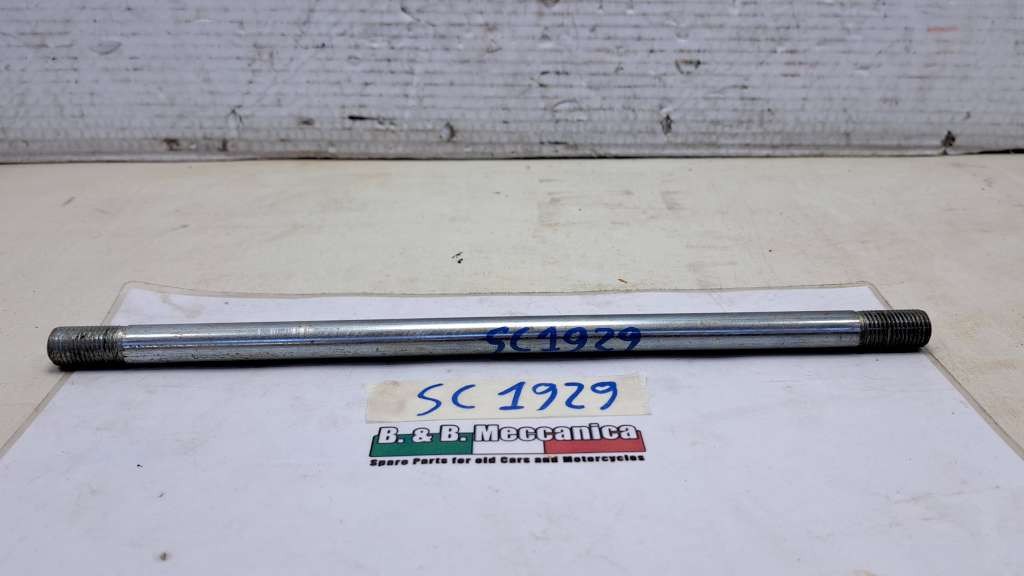 SC1929
SC 1929
B. & B. Meccanica
Spare Parts for old Cars and Motorcycles